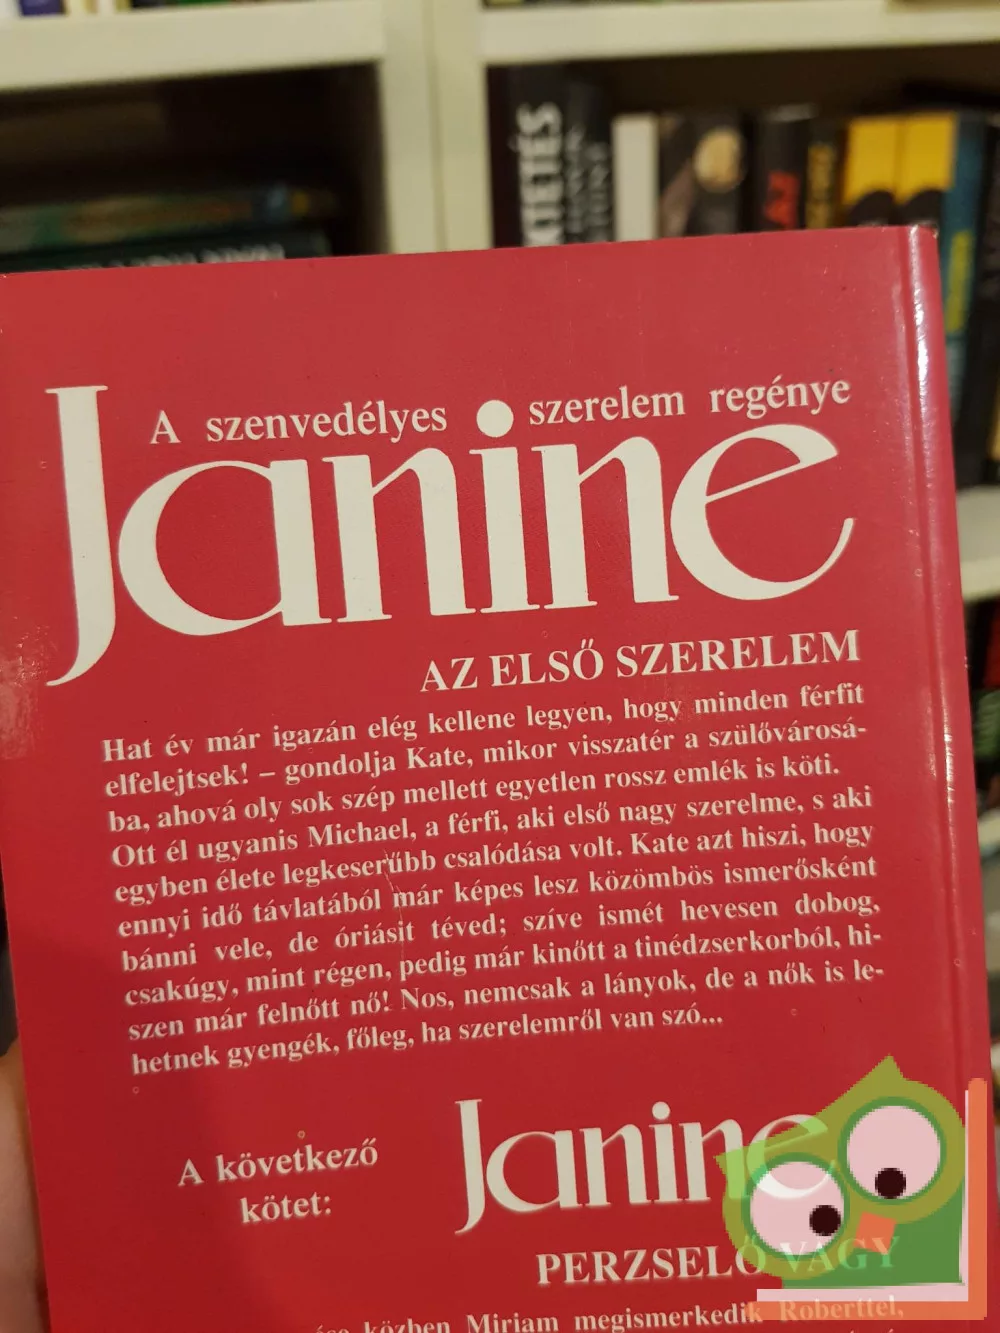 KTETÉS
A szenvedélyes szerelem regénye
Janine
AZ ELSŐ SZERELEM
Hat év már igazán elég kellene legyen, hogy minden férfit
elfelejtsek! – gondolja Kate, mikor visszatér a szülővárosá-
ba, ahová oly sok szép mellett egyetlen rossz emlék is köti.
Ott él ugyanis Michael, a férfi, aki első nagy szerelme, s aki
egyben élete legkeserűbb csalódása volt. Kate azt hiszi, hogy
ennyi idő távlatából már képes lesz közömbös ismerősként
bánni vele, de óriásit téved; szíve ismét hevesen dobog,
csakúgy, mint régen, pedig már kinőtt a tinédzserkorból, hi-
szen már felnőtt nő! Nos, nemcsak a lányok, de a nők is le-
hetnek gyengék, főleg, ha szerelemről van szó...
A következő
kötet:
Janine
PERZSELŐ VÁGY
közben Miriam megismerkedik Roberttel,